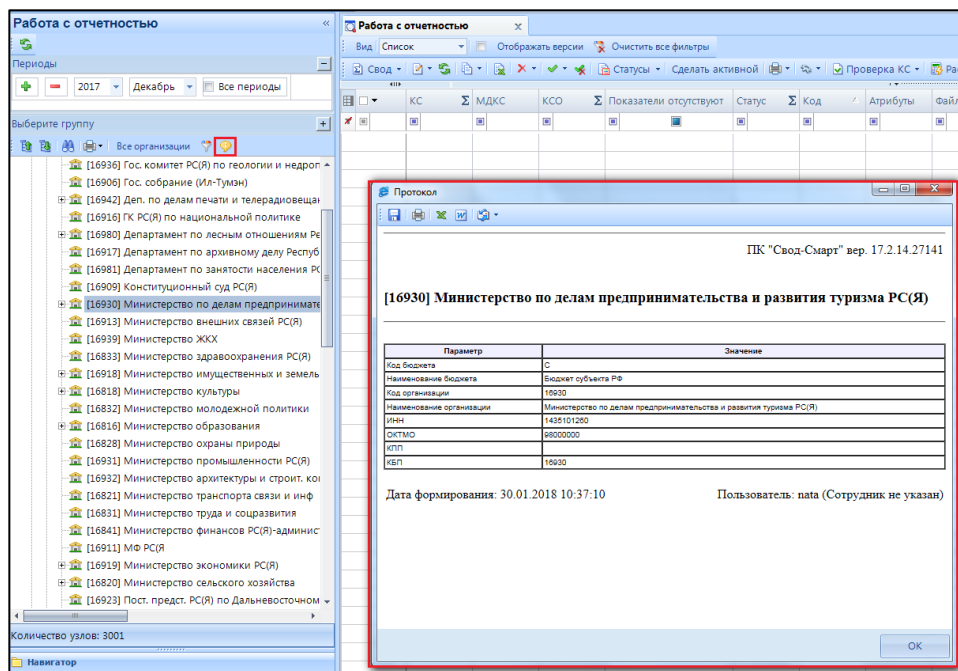 Работа с отчетностью «
Периоды
2017 Декабрь Все периоды
Выберите группу
Все организации
[16936] Гос. комитет РС(Я) по геологии и недроп
[16906] Гос. собрание (Ил-Тумэн)
[16942] Деп. по делам печати и телерадиовещан
[16916] ГК РС(Я) по национальной политике
[16980] Департамент по лесным отношениям Ре
[16917] Департамент по архивному делу Респуб
[16981] Департамент по занятости населения РС
[16909] Конституционный суд РС(Я)
[16930] Министерство по делам предпринимате
[16913] Министерство внешних связей РС(Я)
[16939] Министерство ЖКХ
[16833] Министерство здравоохранения РС(Я)
[16918] Министерство имущественных и земель
[16818] Министерство культуры
[16832] Министерство молодежной политики
[16816] Министерство образования
[16828] Министерство охраны природы
[16931] Министерство промышленности РС(Я)
[16932] Министерство архитектуры и строит. ко
[16821] Министерство транспорта связи и инф
[16831] Министерство труда и соцразвития
[16841] Министерство финансов РС(Я)-админис
[16911] МФ РС(Я
[16919] Министерство экономики РС(Я)
[16820] Министерство сельского хозяйства
[16923] Пост. предст. РС(Я) по Дальневосточном
Количество узлов: 3001
Навигатор
Работа с отчетностью x
Вид Список Отображать версии Очистить все фильтры
Свод Статусы Сделать активной Проверка КС Ра
КС Σ МДКС КСО Σ Показатели отсутствуют Статус Σ Код Атрибуты Файл
Протокол
ПК "Свод-Смарт" вер. 17.2.14.27141
[16930] Министерство по делам предпринимательства и развития туризма РС(Я)
Параметр Значение
Код бюджета С
Наименование бюджета Бюджет субъекта РФ
Код организации 16930
Наименование организации Министерство по делам предпринимательства и развития туризма РС(Я)
ИНН 1435101260
ОКТМО 98000000
КПП
КБП 16930
Дата формирования: 30.01.2018 10:37:10 Пользователь: nata (Сотрудник не указан)
OK